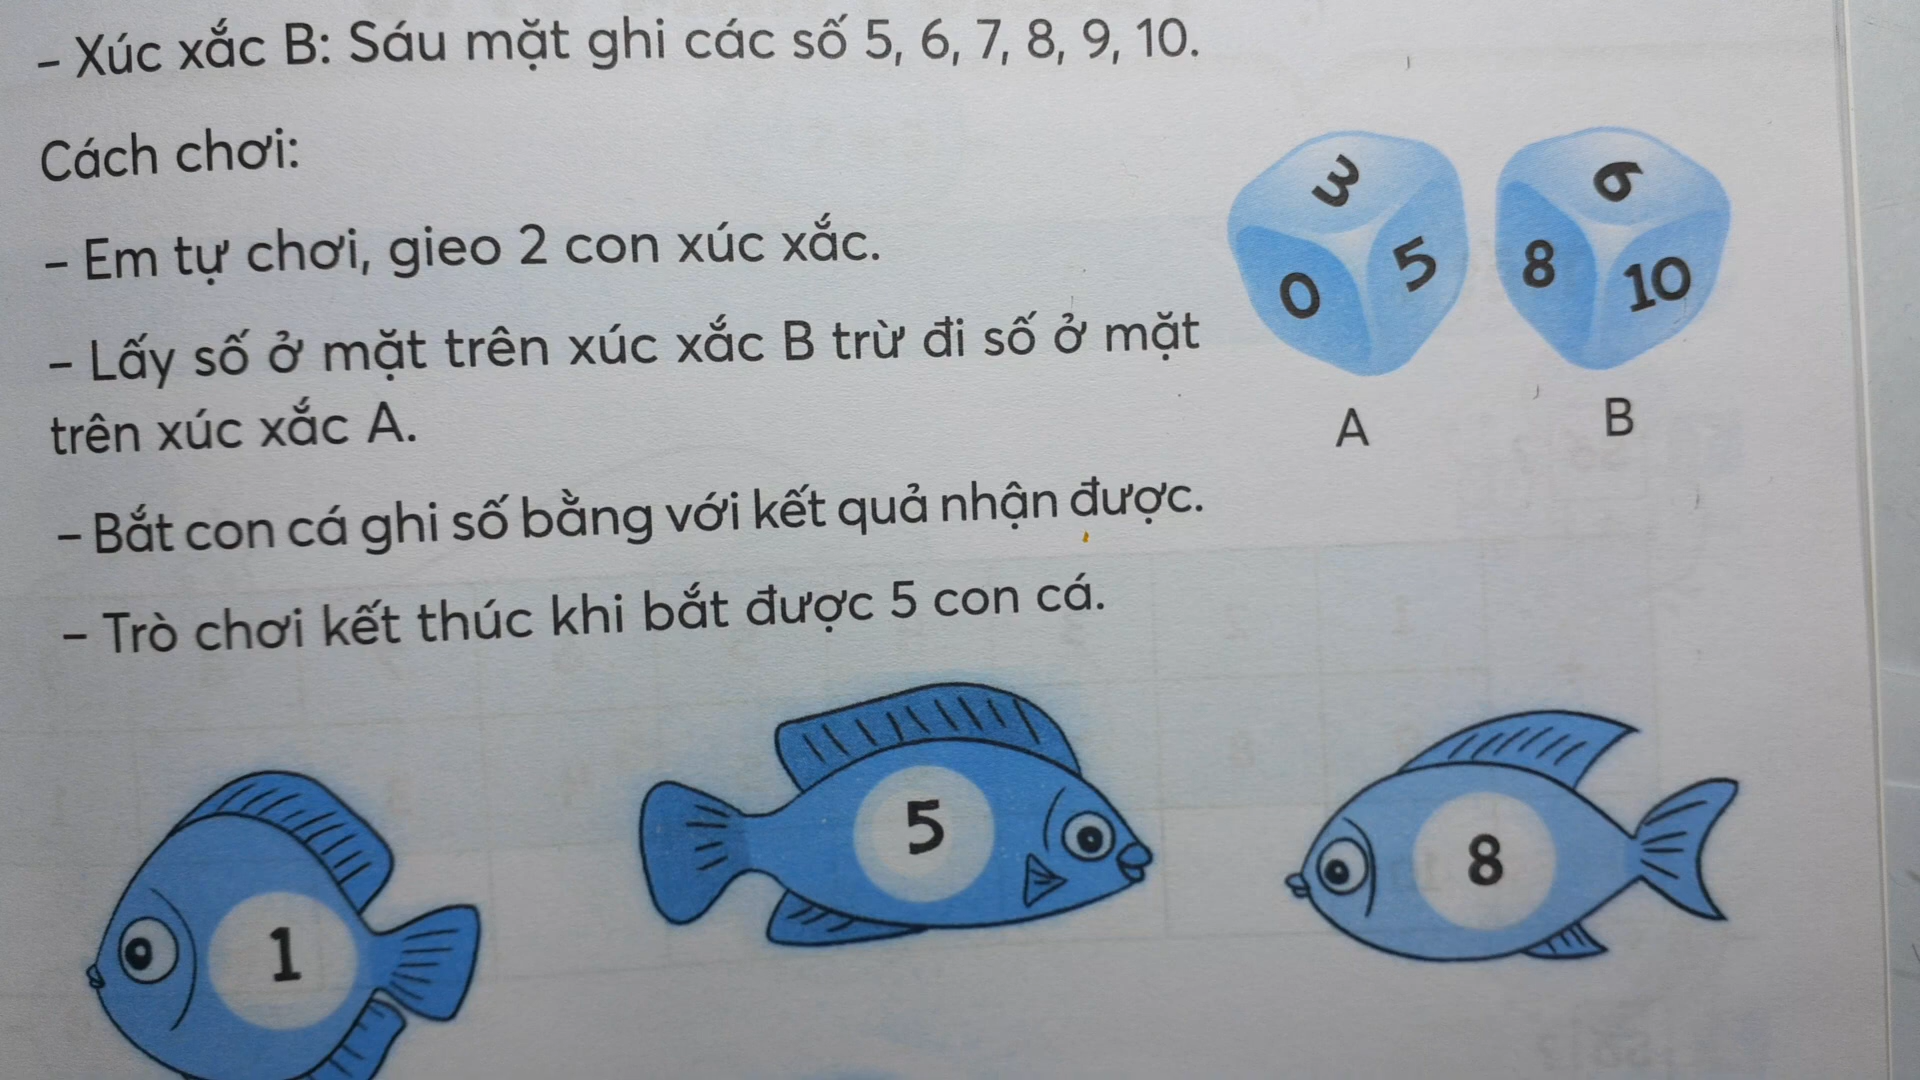 - Xúc xắc B: Sáu mặt ghi các số 5, 6, 7, 8, 9, 10.
Cách chơi:
- Em tự chơi, gieo 2 con xúc xắc.
- Lấy số ở mặt trên xúc xắc B trừ đi số ở mặt
trên xúc xắc A.
- Bắt con cá ghi số bằng với kết quả nhận được.
- Trò chơi kết thúc khi bắt được 5 con cá.
3
0 5
A
6
8 10
B
1
5
8